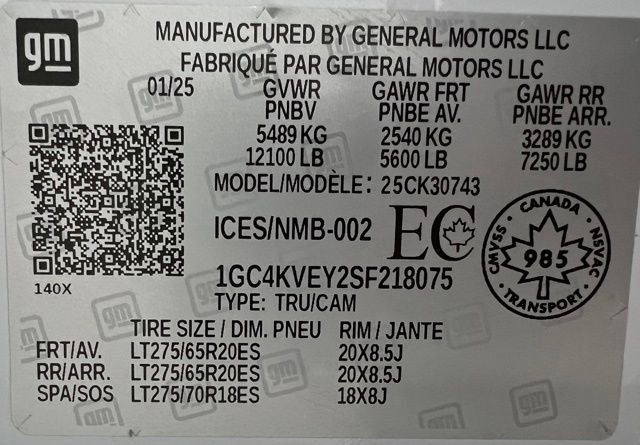 gm
MANUFACTURED BY GENERAL MOTORS LLC
FABRIQUÉ PAR GENERAL MOTORS LLC
01/25 GVWR GAWR FRT GAWR RR
PNBV PNBE AV. PNBE ARR.
5489 KG 2540 KG 3289 KG
12100 LB 5600 LB 7250 LB
MODEL/MODÈLE: 25CK30743
ICES/NMB-002 EC
CANADA
CMVSS 985 NSVAC
TRANSPORT
1GC4KVEY2SF218075
140X
TYPE: TRU/CAM
TIRE SIZE / DIM. PNEU RIM / JANTE
FRT/AV. LT275/65R20ES 20X8.5J
RR/ARR. LT275/65R20ES 20X8.5J
SPA/SOS LT275/70R18ES 18X8J